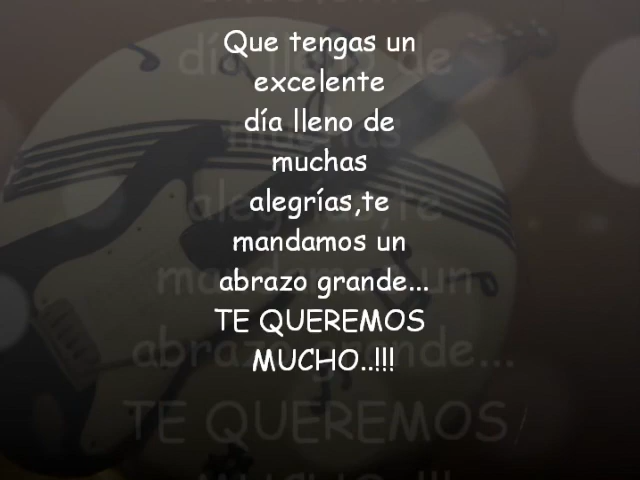 Que tengas un
excelente
día lleno de
muchas
alegrías,te
mandamos un
abrazo grande...
TE QUEREMOS
MUCHO..!!!